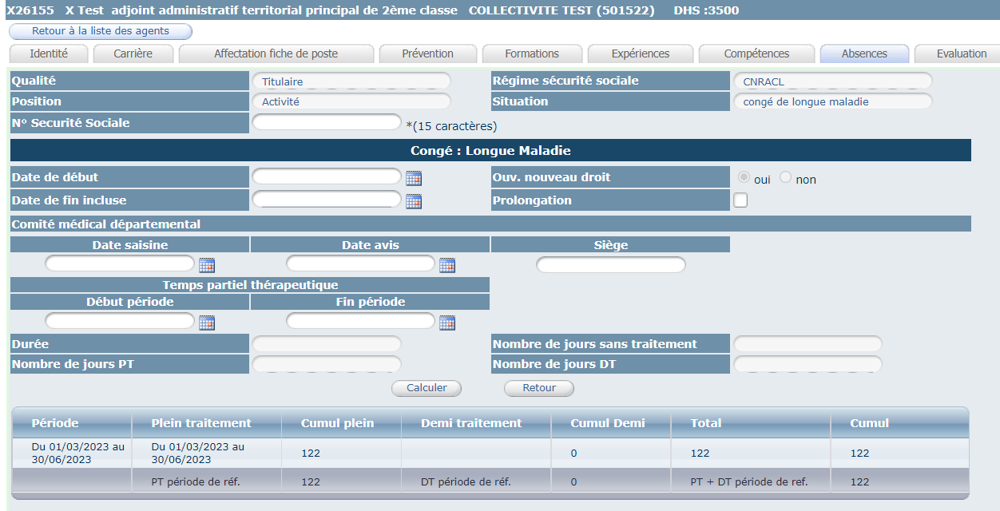 X26155 X Test adjoint administratif territorial principal de 2ème classe COLLECTIVITE TEST (501522) DHS :3500
Retour à la liste des agents
Identité Carrière Affectation fiche de poste Prévention Formations Expériences Compétences Absences Evaluation
Qualité Titulaire Régime sécurité sociale CNRACL
Position Activité Situation congé de longue maladie
N° Securité Sociale *(15 caractères)
Congé : Longue Maladie
Date de début Ouv. nouveau droit oui non
Date de fin incluse Prolongation
Comité médical départemental
Date saisine Date avis Siège
Temps partiel thérapeutique
Début période Fin période
Durée Nombre de jours sans traitement
Nombre de jours PT Nombre de jours DT
Calculer Retour
Période Plein traitement Cumul plein Demi traitement Cumul Demi Total Cumul
Du 01/03/2023 au Du 01/03/2023 au
30/06/2023 30/06/2023 122 0 122 122
PT période de réf. 122 DT période de réf. 0 PT + DT période de ref. 122